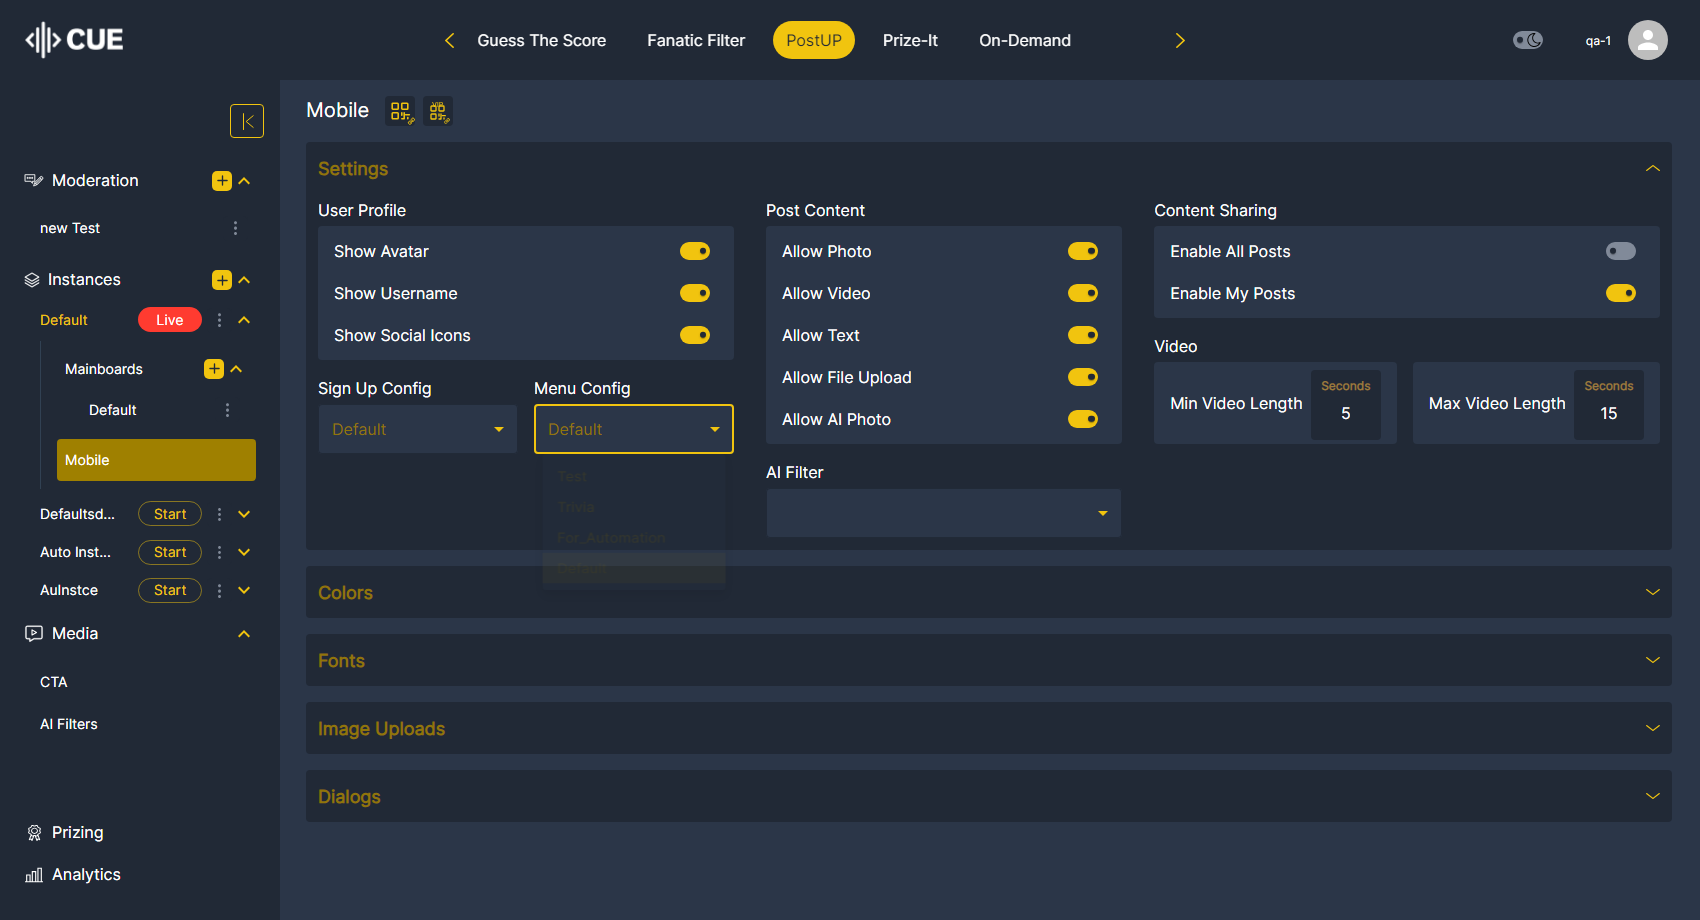 CUE
Guess The Score
Fanatic Filter
PostUP
Prize-It
On-Demand
qa-1
Moderation
new Test
Instances
Default
Live
Mainboards
Default
Mobile
Defaultsd...
Start
Auto Inst...
Start
AuInstce
Start
Media
CTA
AI Filters
Prizing
Analytics
Mobile
Settings
User Profile
Show Avatar
Show Username
Show Social Icons
Sign Up Config
Default
Menu Config
Default
Test
Trivia
For_Automation
Post Content
Allow Photo
Allow Video
Allow Text
Allow File Upload
Allow AI Photo
AI Filter
Content Sharing
Enable All Posts
Enable My Posts
Video
Min Video Length
Seconds
5
Max Video Length
Seconds
15
Colors
Fonts
Image Uploads
Dialogs